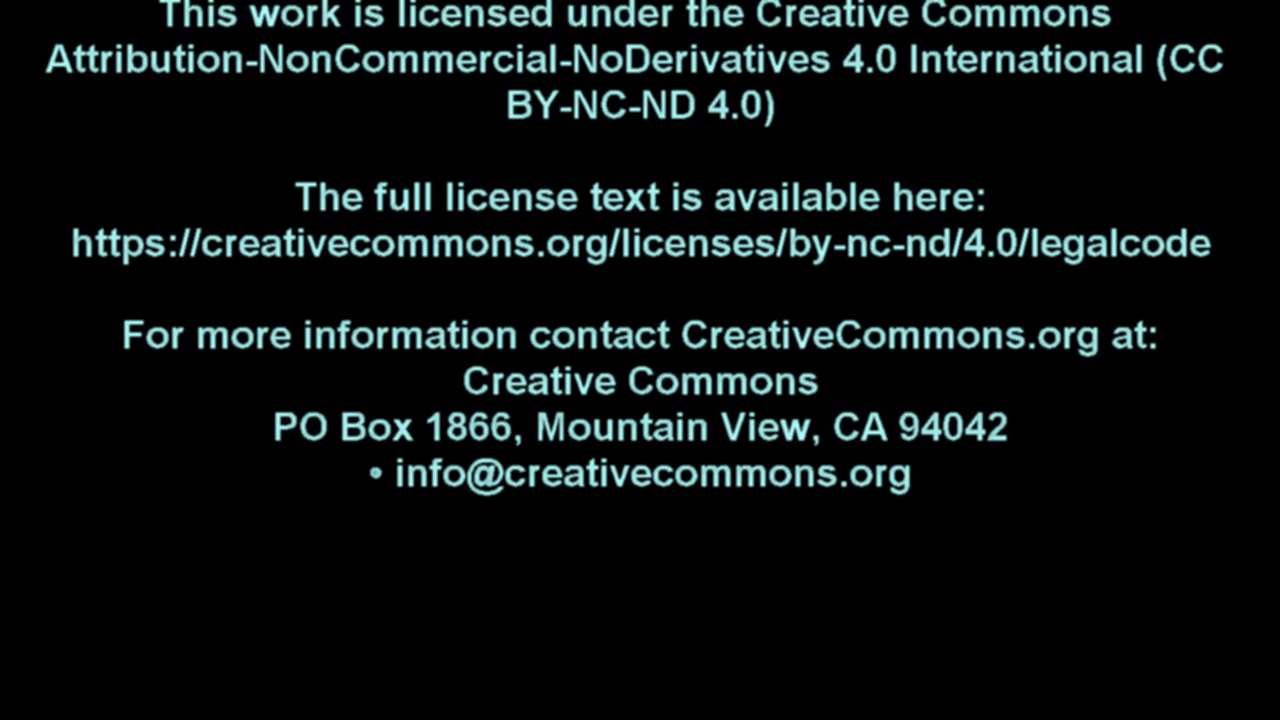 This work is licensed under the Creative Commons
Attribution-NonCommercial-NoDerivatives 4.0 International (CC
BY-NC-ND 4.0)
The full license text is available here:
https://creativecommons.org/licenses/by-nc-nd/4.0/legalcode
For more information contact CreativeCommons.org at:
Creative Commons
PO Box 1866, Mountain View, CA 94042
• info@creativecommons.org